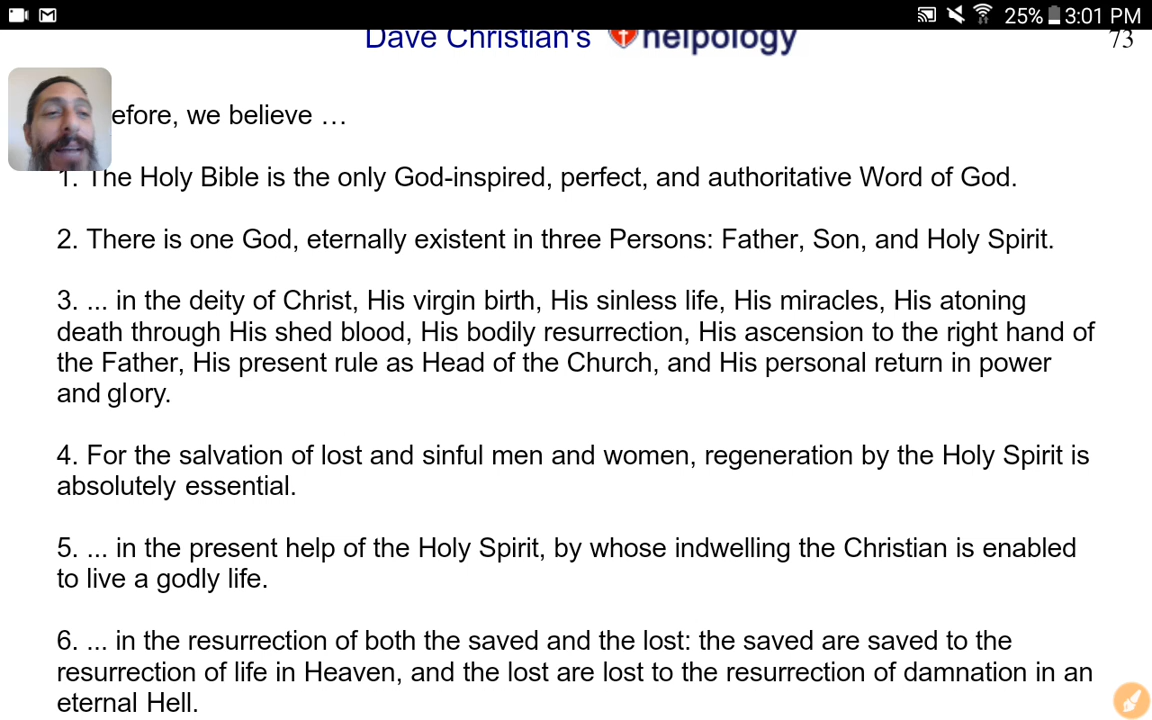 25% 3:01 PM
Dave Christian's helpology 73
efore, we believe …
1. The Holy Bible is the only God-inspired, perfect, and authoritative Word of God.
2. There is one God, eternally existent in three Persons: Father, Son, and Holy Spirit.
3. ... in the deity of Christ, His virgin birth, His sinless life, His miracles, His atoning
death through His shed blood, His bodily resurrection, His ascension to the right hand of
the Father, His present rule as Head of the Church, and His personal return in power
and glory.
4. For the salvation of lost and sinful men and women, regeneration by the Holy Spirit is
absolutely essential.
5. ... in the present help of the Holy Spirit, by whose indwelling the Christian is enabled
to live a godly life.
6. ... in the resurrection of both the saved and the lost: the saved are saved to the
resurrection of life in Heaven, and the lost are lost to the resurrection of damnation in an
eternal Hell.